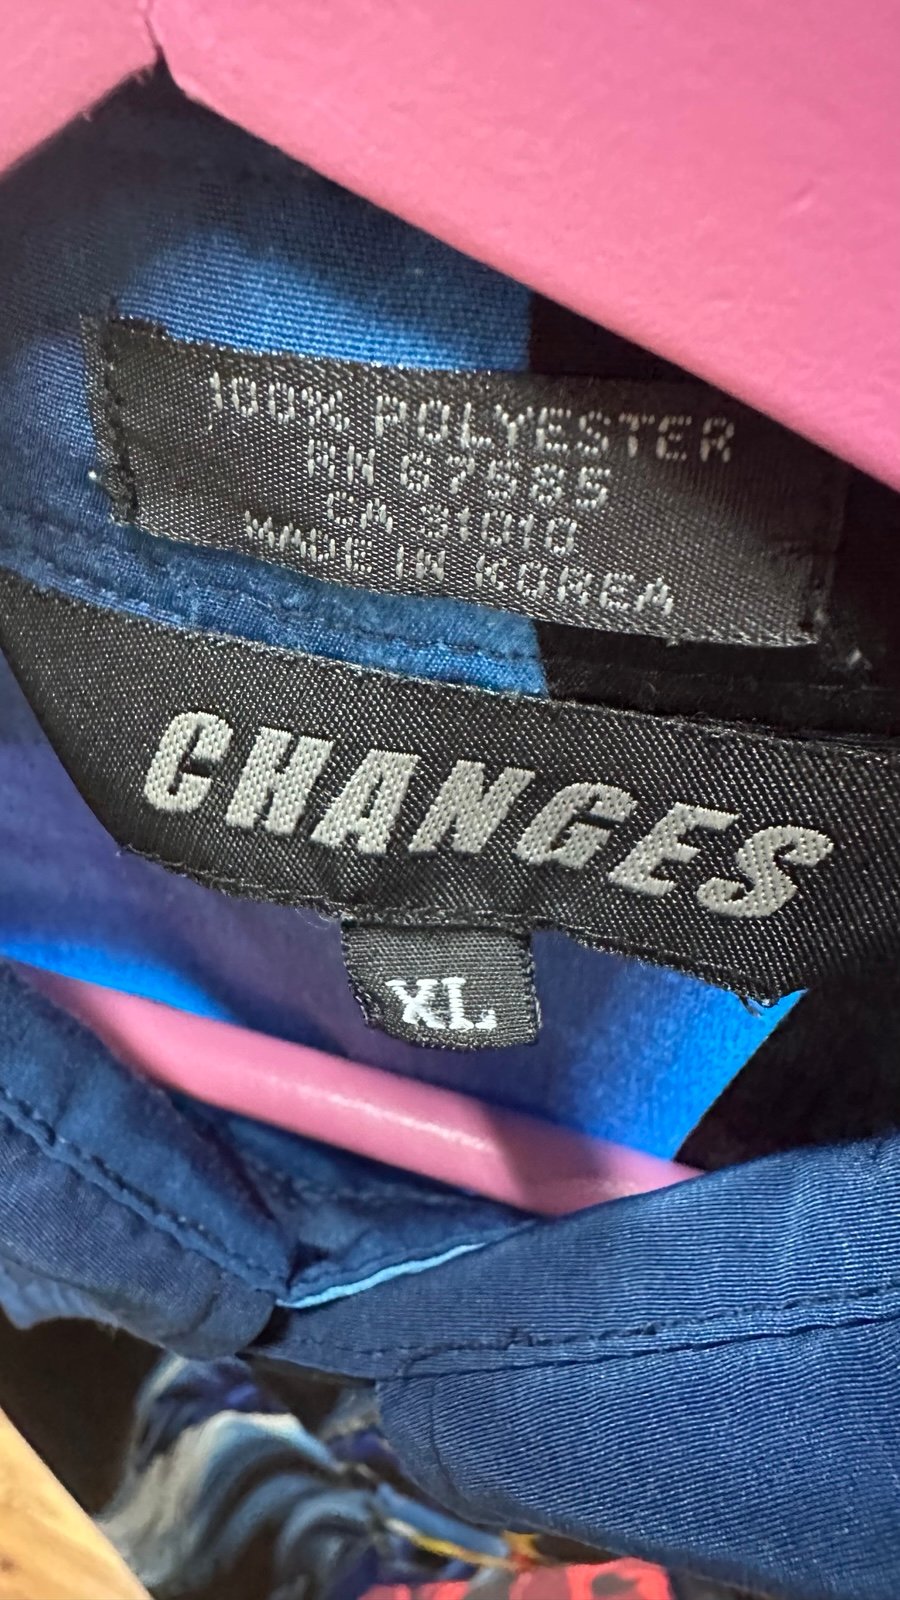 100% POLYESTER
RN 67585
CA 31010
MADE IN KOREA
CHANGES
XL